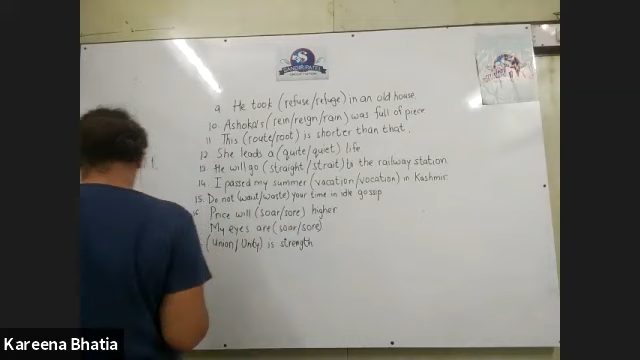 9. He took (refuse/refuge) in an old house
10. Ashoka's (rein/reign/rain) was full of piece
11 This (route/root) is shorter than that.
12 She leads a (quite/quiet) life
13. He will go (straight/strait) to the railway station
14. I passed my summer (vacation/vocation) in Kashmir.
15. Do not (waist/waste) your time in idle gossip
16 Price will (soar/sore) higher
My eyes are (soar/sore)
(Union/Unity) is strength
Kareena Bhatia